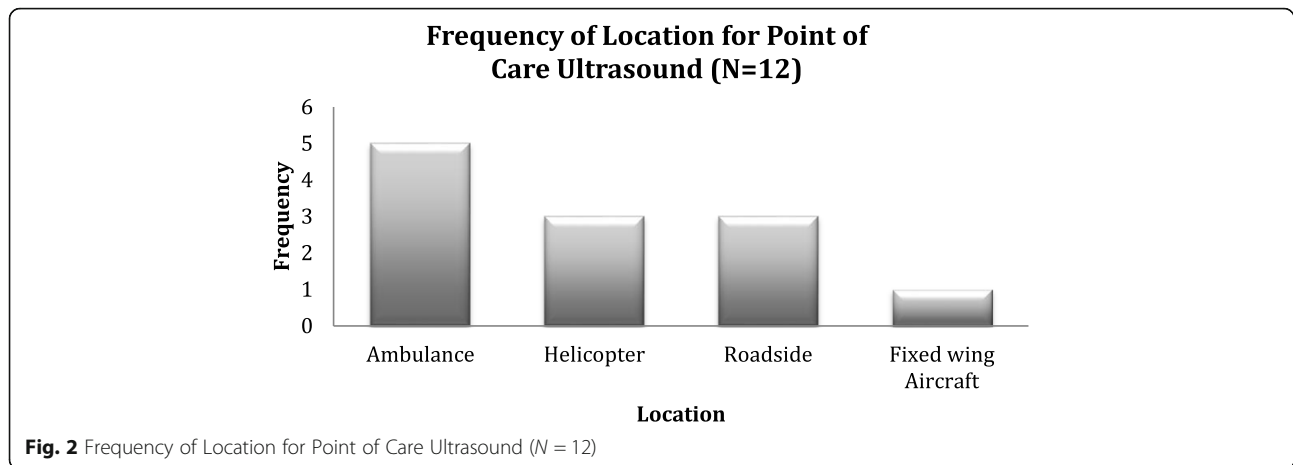 Frequency of Location for Point of
Care Ultrasound (N=12)
6
5
4
3
2
1
0
Frequency
Ambulance
Helicopter
Roadside
Fixed wing
Aircraft
Location
Fig. 2 Frequency of Location for Point of Care Ultrasound (N = 12)